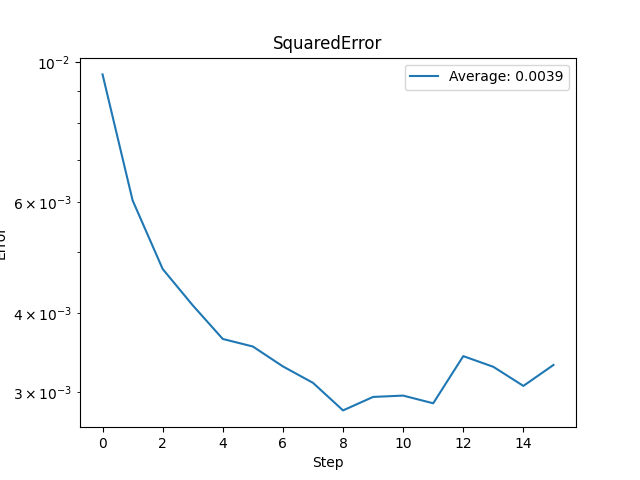 SquaredError
Average: 0.0039
10⁻²
6 × 10⁻³
4 × 10⁻³
3 × 10⁻³
Error
0 2 4 6 8 10 12 14
Step